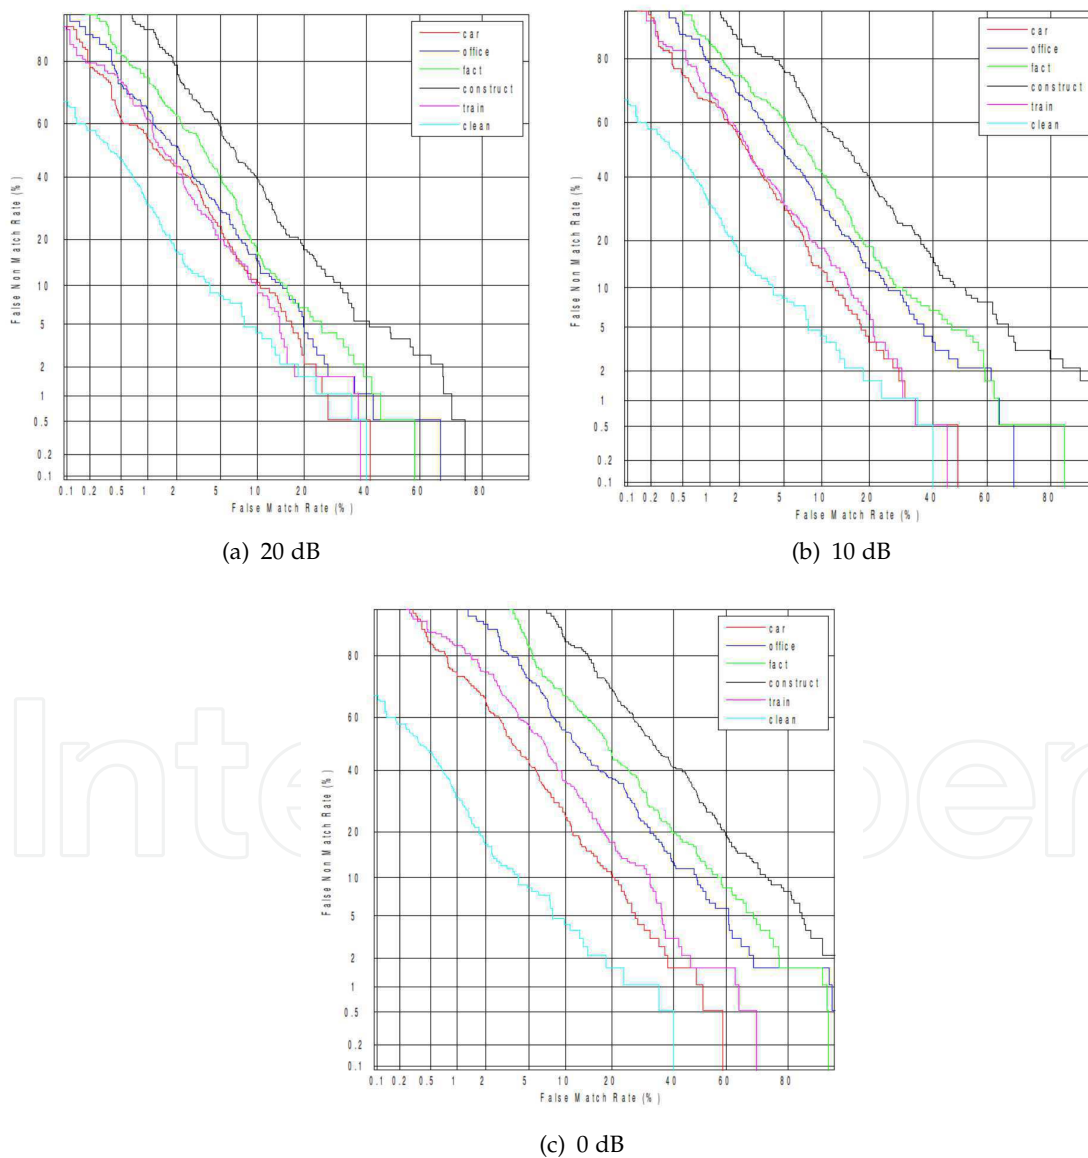 car
office
fact
construct
train
clean
80
60
40
20
10
5
2
1
0.5
0.2
0.1
False Non Match Rate (%)
0.1 0.2 0.5 1 2 5 10 20 40 60 80
False Match Rate (%)
(a) 20 dB
car
office
fact
construct
train
clean
80
60
40
20
10
5
2
1
0.5
0.2
0.1
False Non Match Rate (%)
0.1 0.2 0.5 1 2 5 10 20 40 60 80
False Match Rate (%)
(b) 10 dB
car
office
fact
construct
train
clean
80
60
40
20
10
5
2
1
0.5
0.2
0.1
False Non Match Rate (%)
0.1 0.2 0.5 1 2 5 10 20 40 60 80
False Match Rate (%)
(c) 0 dB